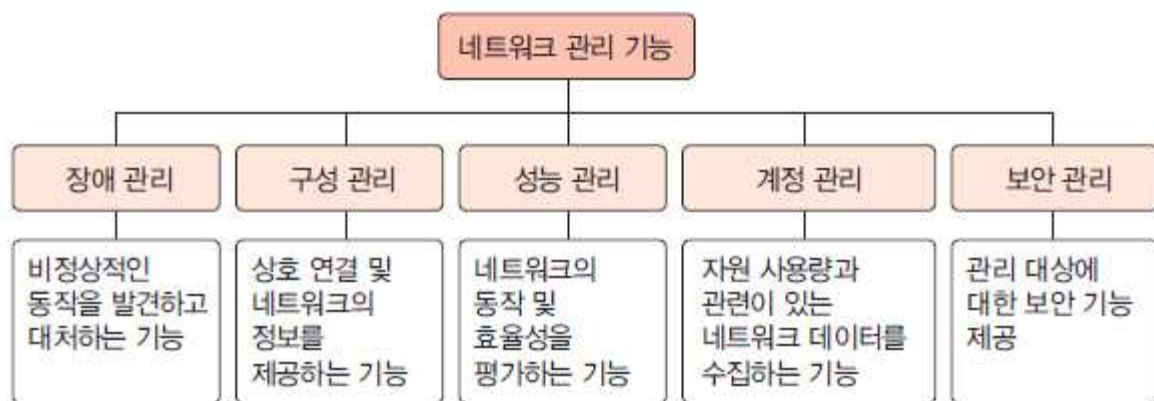 네트워크 관리 기능
장애 관리
구성 관리
성능 관리
계정 관리
보안 관리
비정상적인
동작을 발견하고
대처하는 기능
상호 연결 및
네트워크의
정보를
제공하는 기능
네트워크의
동작 및
효율성을
평가하는 기능
자원 사용량과
관련이 있는
네트워크 데이터를
수집하는 기능
관리 대상에
대한 보안 기능
제공